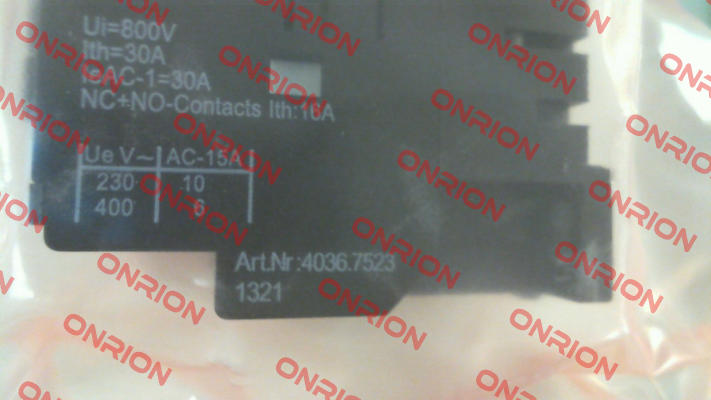 Ui=800V
Ith=30A
IeAC-1=30A
NC+NO-Contacts Ith:16A
Ue V~ AC-15A
230 10
400 6
Art.Nr:4036.7523
1321
ONRION